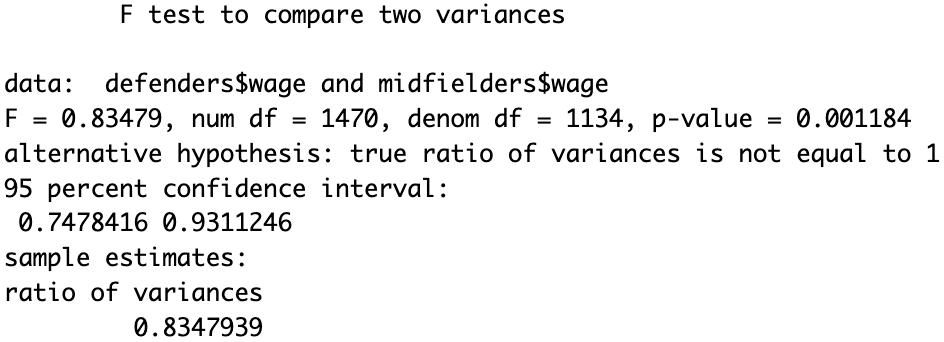 F test to compare two variances
data:  defenders$wage and midfielders$wage
F = 0.83479, num df = 1470, denom df = 1134, p-value = 0.001184
alternative hypothesis: true ratio of variances is not equal to 1
95 percent confidence interval:
0.7478416 0.9311246
sample estimates:
ratio of variances
0.8347939